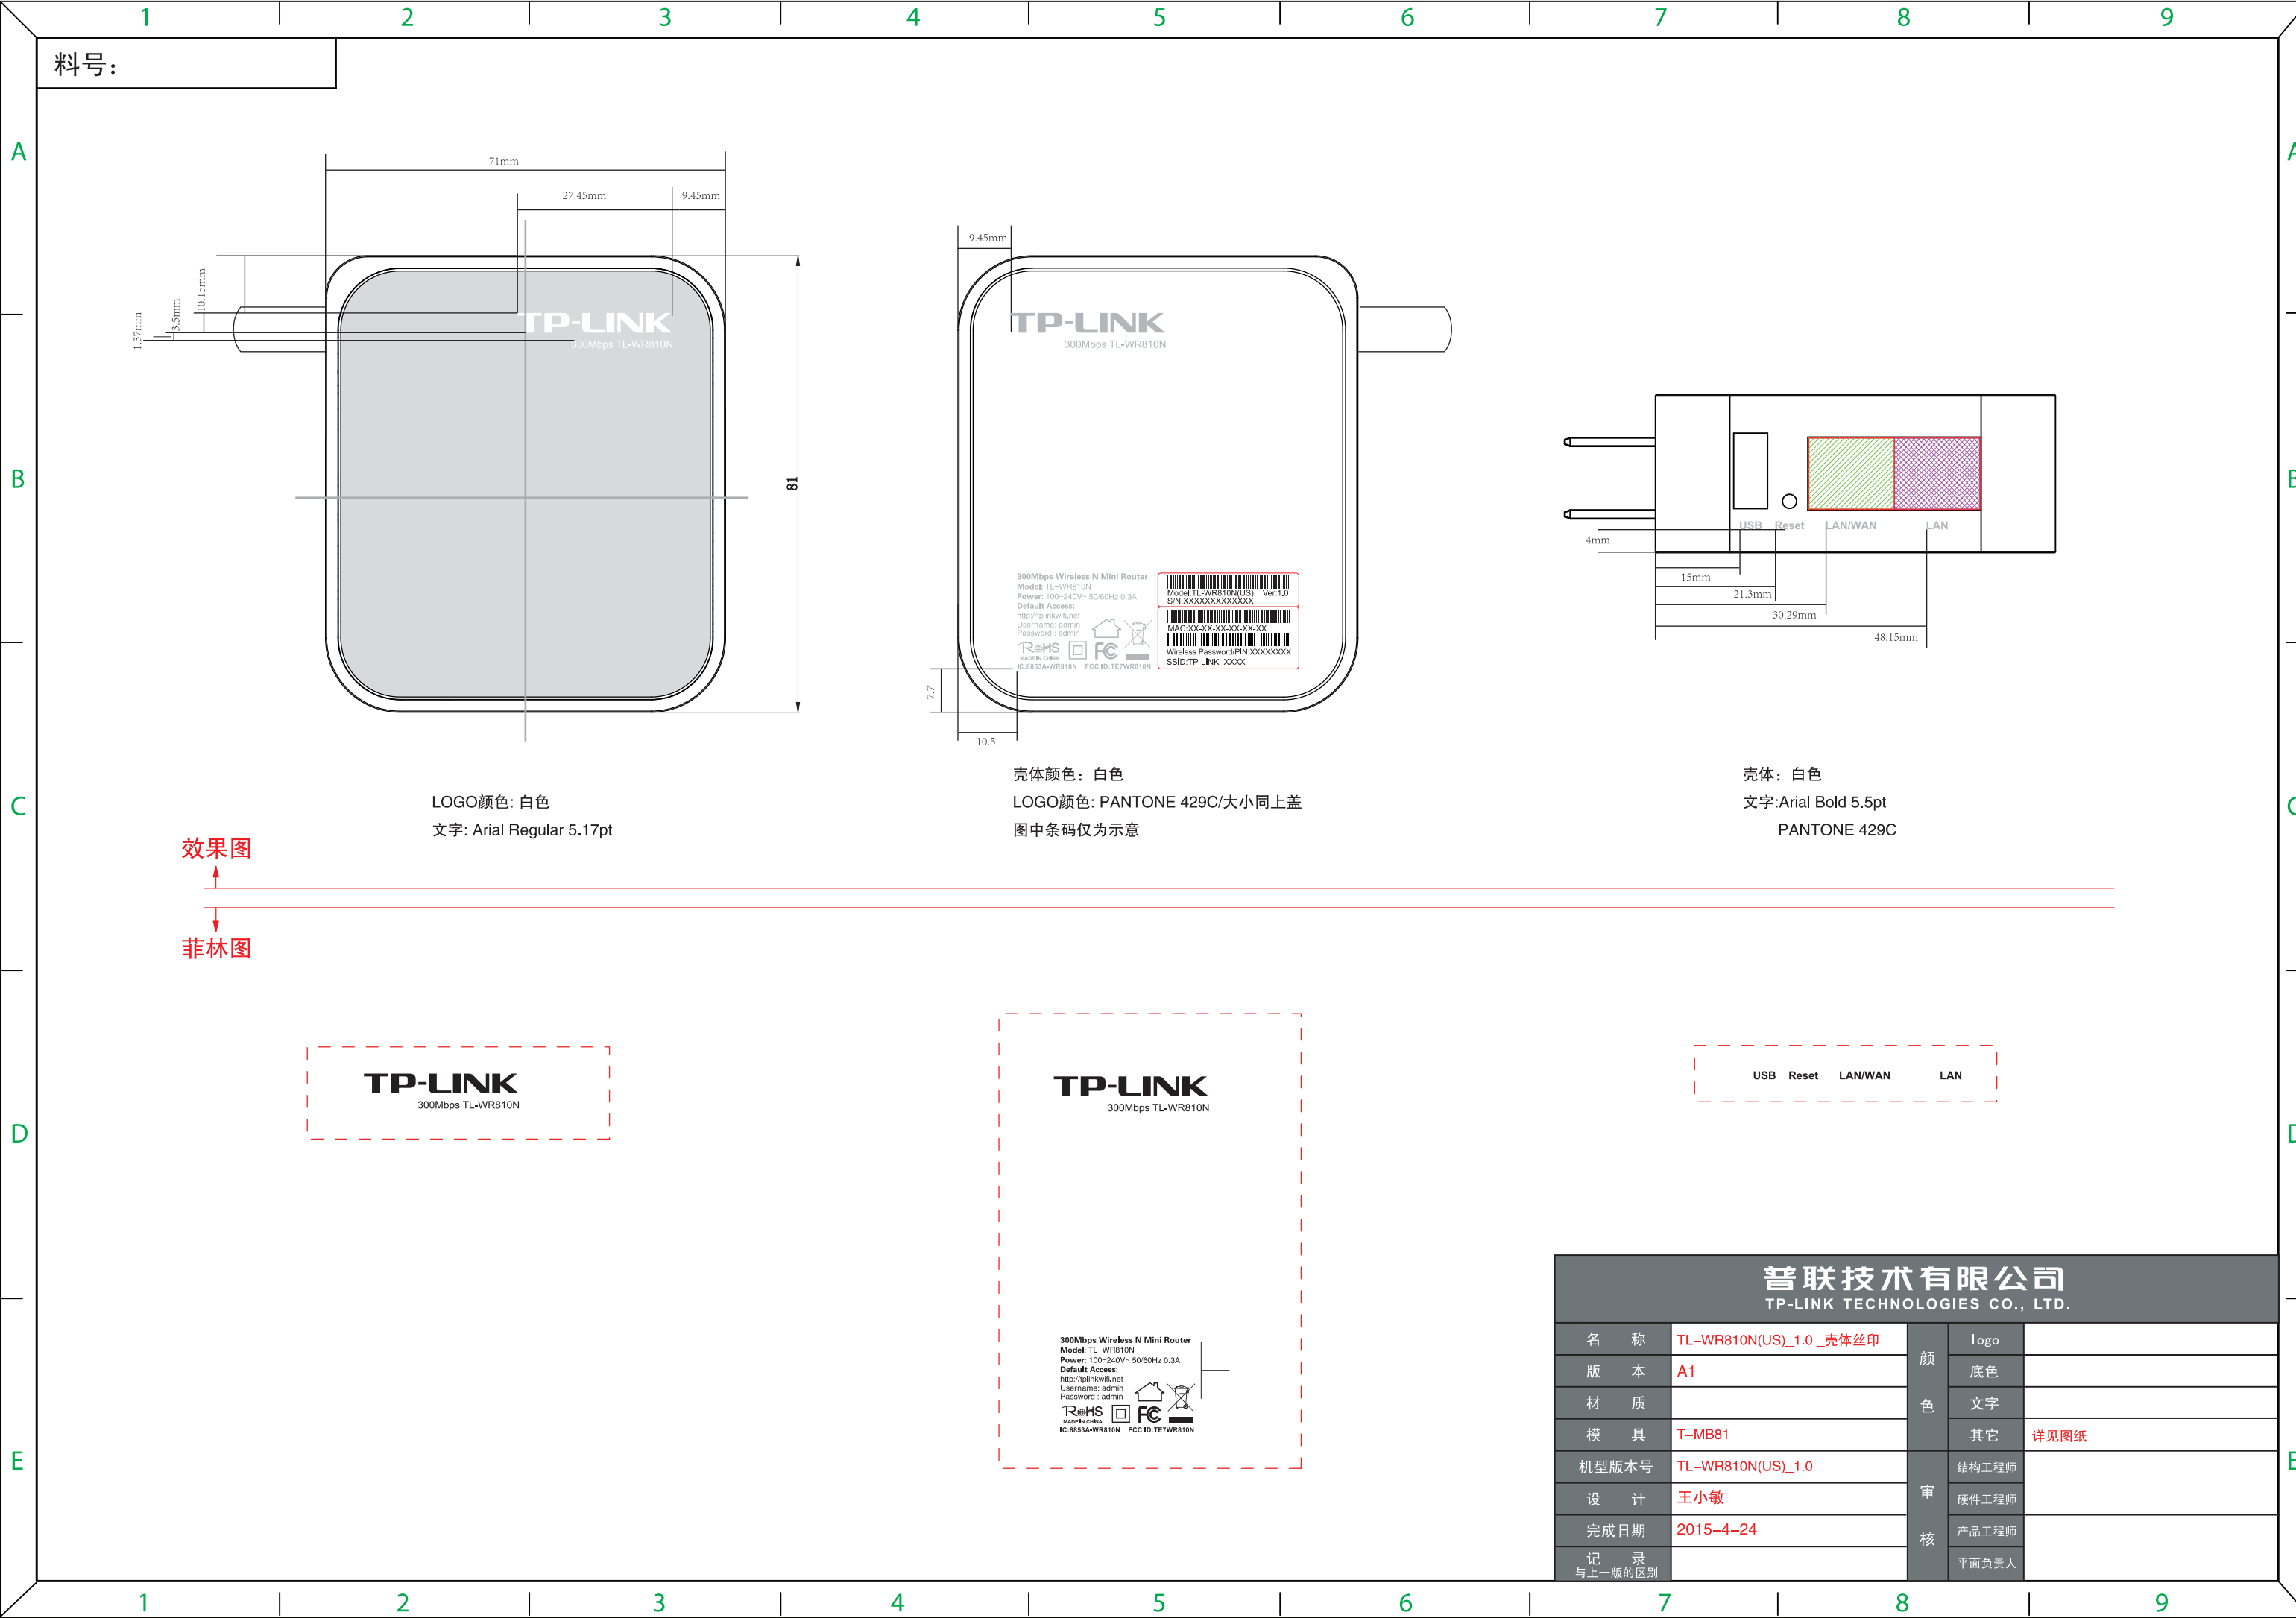 1 2 3 4 5 6 7 8 9
料号：
A
A
71mm
27.45mm
9.45mm
10.15mm
3.5mm
1.37mm
TP-LINK
300Mbps TL-WR810N
81
9.45mm
TP-LINK
300Mbps TL-WR810N
300Mbps Wireless N Mini Router
Model: TL-WR810N
Power: 100-240V~ 50/60Hz 0.3A
Default Access:
http://tplinkwifi.net
Username: admin
Password : admin
RoHS
MADE IN CHINA
FC
IC:8853A-WR810N FCC ID:TE7WR810N
Model:TL-WR810N(US) Ver:1.0
S/N:XXXXXXXXXXXXX
MAC:XX-XX-XX-XX-XX-XX
Wireless Password/PIN:XXXXXXXX
SSID:TP-LINK_XXXX
7.7
10.5
B
B
USB Reset LAN/WAN LAN
4mm
15mm
21.3mm
30.29mm
48.15mm
C
C
LOGO颜色: 白色
文字: Arial Regular 5.17pt
壳体颜色：白色
LOGO颜色: PANTONE 429C/大小同上盖
图中条码仅为示意
壳体：白色
文字:Arial Bold 5.5pt
PANTONE 429C
效果图
菲林图
D
D
TP-LINK
300Mbps TL-WR810N
TP-LINK
300Mbps TL-WR810N
USB Reset LAN/WAN LAN
300Mbps Wireless N Mini Router
Model: TL-WR810N
Power: 100-240V~ 50/60Hz 0.3A
Default Access:
http://tplinkwifi.net
Username: admin
Password : admin
RoHS
MADE IN CHINA
FC
IC:8853A-WR810N FCC ID:TE7WR810N
E
E
普联技术有限公司
TP-LINK TECHNOLOGIES CO., LTD.
名 称 TL-WR810N(US)_1.0 _壳体丝印
版 本 A1
材 质
模 具 T-MB81
机型版本号 TL-WR810N(US)_1.0
设 计 王小敏
完成日期 2015-4-24
记 录
与上一版的区别
颜色
logo
底色
文字
其它 详见图纸
审核
结构工程师
硬件工程师
产品工程师
平面负责人
1 2 3 4 5 6 7 8 9